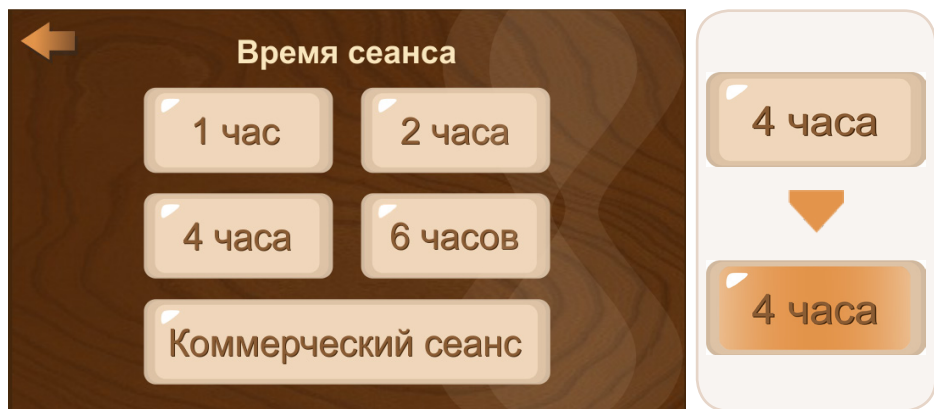 Время сеанса
1 час
2 часа
4 часа
6 часов
Коммерческий сеанс
4 часа
4 часа